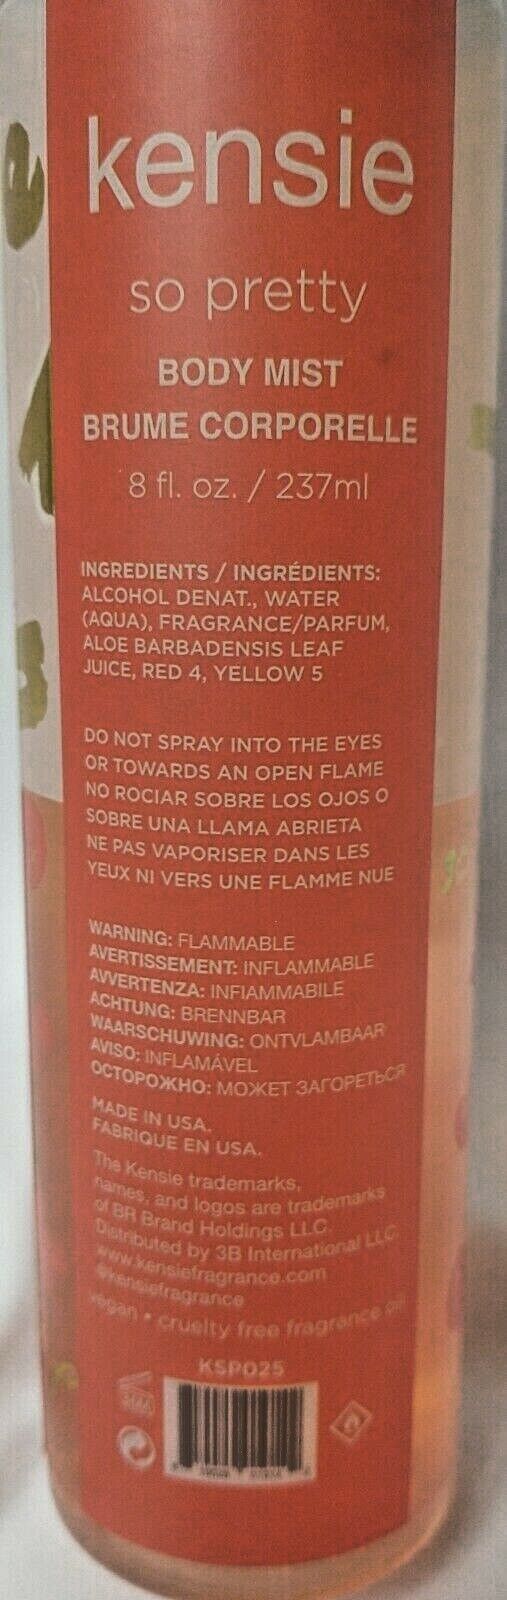 kensie
so pretty
BODY MIST
BRUME CORPORELLE
8 fl. oz. / 237ml
INGREDIENTS / INGRÉDIENTS:
ALCOHOL DENAT., WATER
(AQUA), FRAGRANCE/PARFUM,
ALOE BARBADENSIS LEAF
JUICE, RED 4, YELLOW 5
DO NOT SPRAY INTO THE EYES
OR TOWARDS AN OPEN FLAME
NO ROCIAR SOBRE LOS OJOS O
SOBRE UNA LLAMA ABRIETA
NE PAS VAPORISER DANS LES
YEUX NI VERS UNE FLAMME NUE
WARNING: FLAMMABLE
AVERTISSEMENT: INFLAMMABLE
AVVERTENZA: INFIAMMABILE
ACHTUNG: BRENNBAR
WAARSCHUWING: ONTVLAMBAAR
AVISO: INFLAMÁVEL
ОСТОРОЖНО: МОЖЕТ ЗАГОРЕТЬСЯ
MADE IN USA.
FABRIQUE EN USA.
The Kensie trademarks,
names, and logos are trademarks
of BR Brand Holdings LLC
Distributed by 3B International LLC
www.kensiefragrance.com
@kensiefragrance
vegan • cruelty free fragrance oil
KSP025